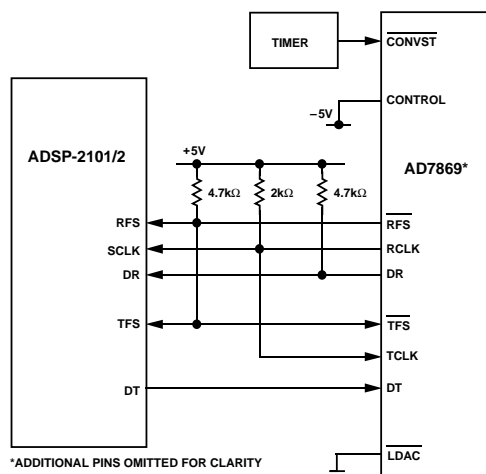 TIMER
CONVST
CONTROL
–5V
ADSP-2101/2
+5V
AD7869*
4.7kΩ
2kΩ
4.7kΩ
RFS
RFS
SCLK
RCLK
DR
DR
TFS
TFS
TCLK
DT
DT
LDAC
*ADDITIONAL PINS OMITTED FOR CLARITY